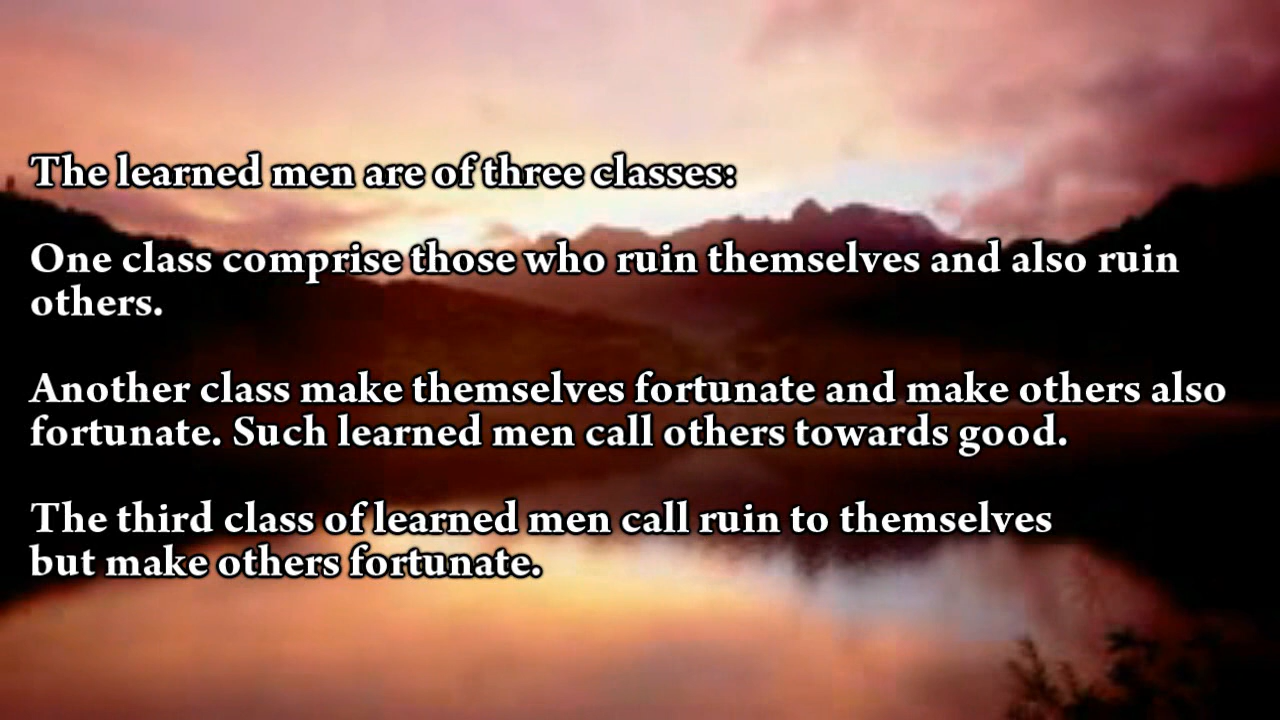 The learned men are of three classes:
One class comprise those who ruin themselves and also ruin
others.
Another class make themselves fortunate and make others also
fortunate. Such learned men call others towards good.
The third class of learned men call ruin to themselves
but make others fortunate.